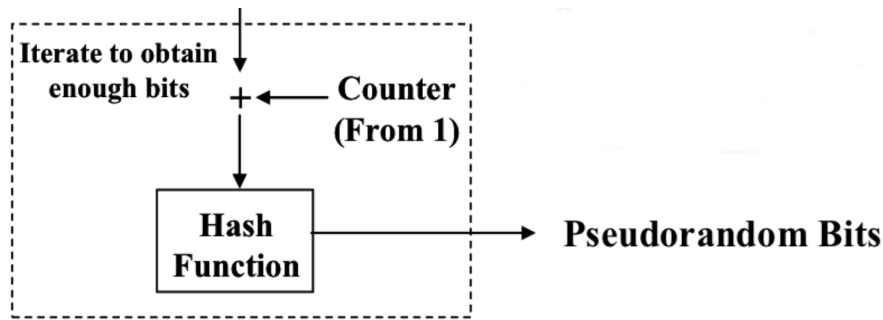 Iterate to obtain
enough bits
+
Counter
(From 1)
Hash
Function
Pseudorandom Bits